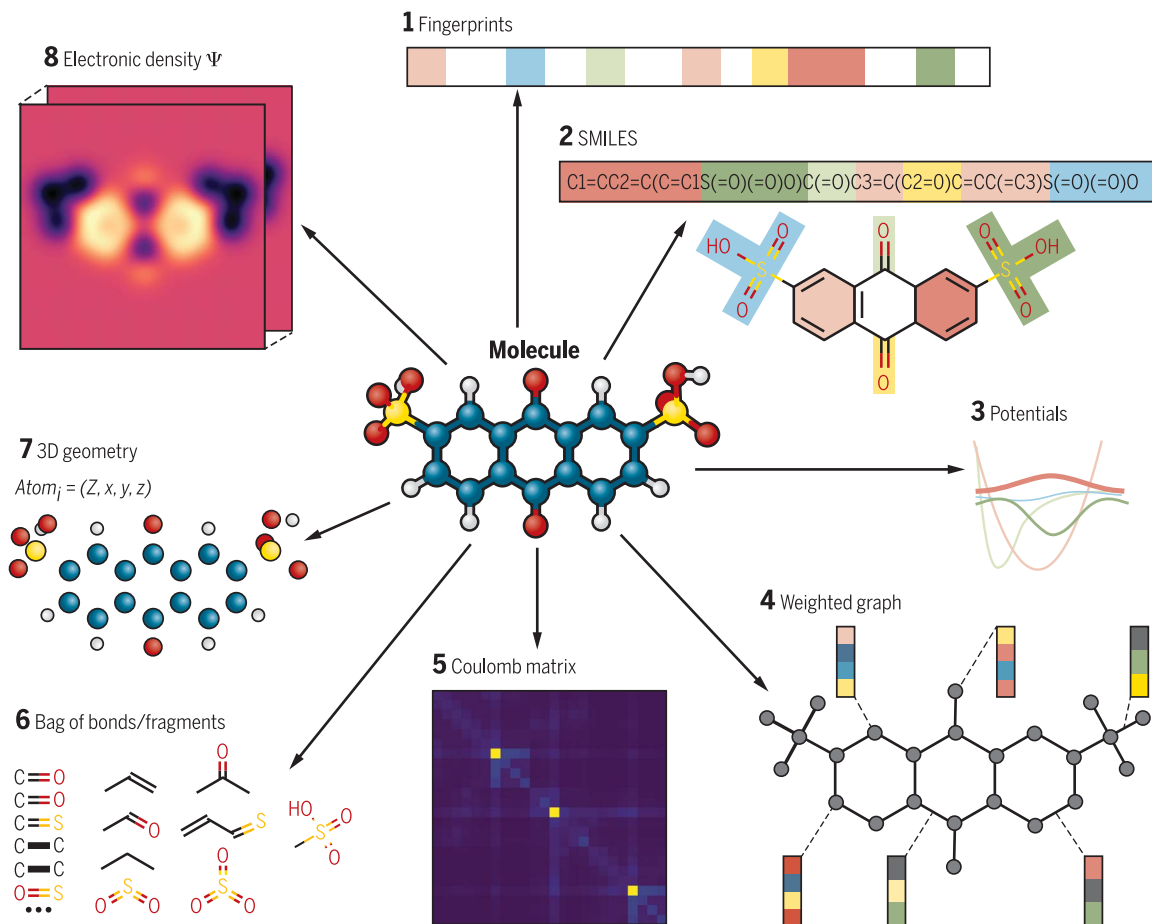 1 Fingerprints
8 Electronic density Ψ
2 SMILES
C1=CC2=C(C=C1S(=O)(=O)O)C(=O)C3=C(C2=O)C=CC(=C3)S(=O)(=O)O
HO
O
O
O
O
OH
S
S
O
O
O
Molecule
3 Potentials
7 3D geometry
Atomi = (Z, x, y, z)
4 Weighted graph
5 Coulomb matrix
6 Bag of bonds/fragments
C=O
C=O
C=S
C C
C C
O=S
•••
O
O
S
HO
O
S
O
O
S
O
O
S
O
O